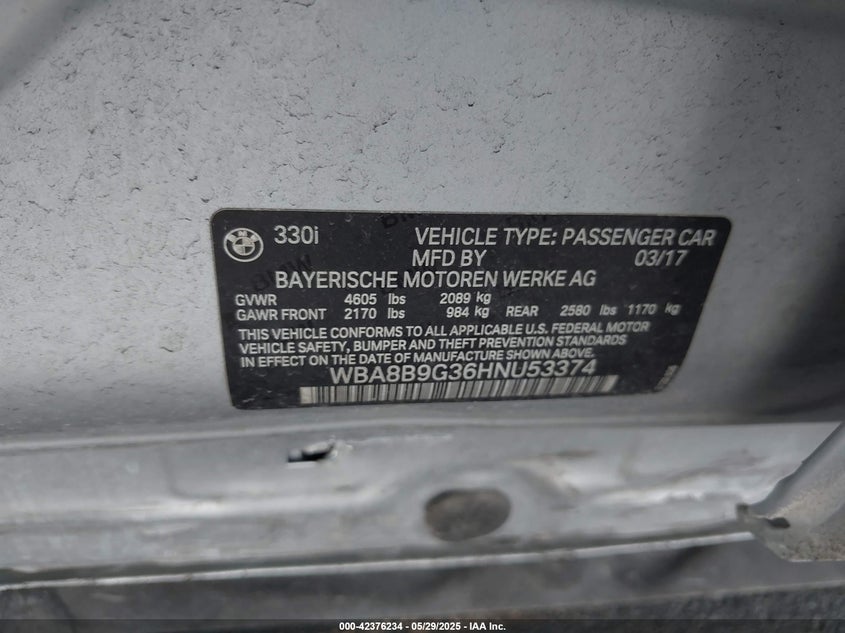 330i VEHICLE TYPE: PASSENGER CAR
MFD BY 03/17
BAYERISCHE MOTOREN WERKE AG
GVWR 4605 lbs 2089 kg
GAWR FRONT 2170 lbs 984 kg REAR 2580 lbs 1170 kg
THIS VEHICLE CONFORMS TO ALL APPLICABLE U.S. FEDERAL MOTOR
VEHICLE SAFETY, BUMPER AND THEFT PREVENTION STANDARDS
IN EFFECT ON THE DATE OF MANUFACTURE SHOWN ABOVE.
WBA8B9G36HNU53374
000-42376234 | 05/29/2025 - IAA Inc.